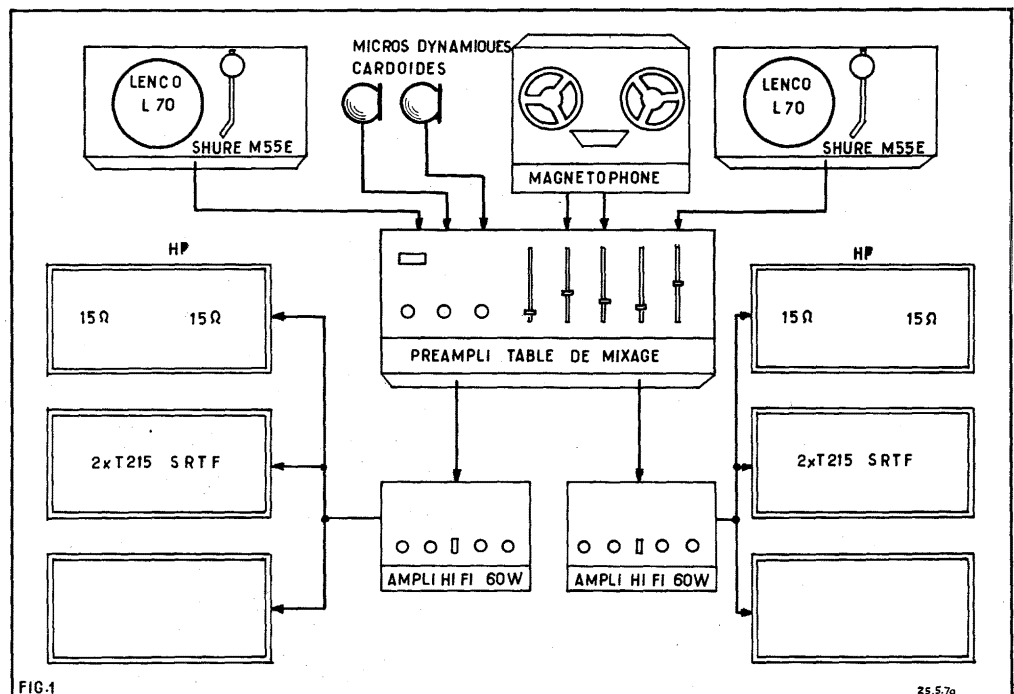 MICROS DYNAMIQUES
CARDOIDES
LENCO
L 70
SHURE M55E
MAGNETOPHONE
LENCO
L 70
SHURE M55E
HP
15Ω 15Ω
PREAMPLI TABLE DE MIXAGE
HP
15Ω 15Ω
2xT215 SRTF
2xT215 SRTF
AMPLI HI FI 60W
AMPLI HI FI 60W
FIG.1
25.5.70